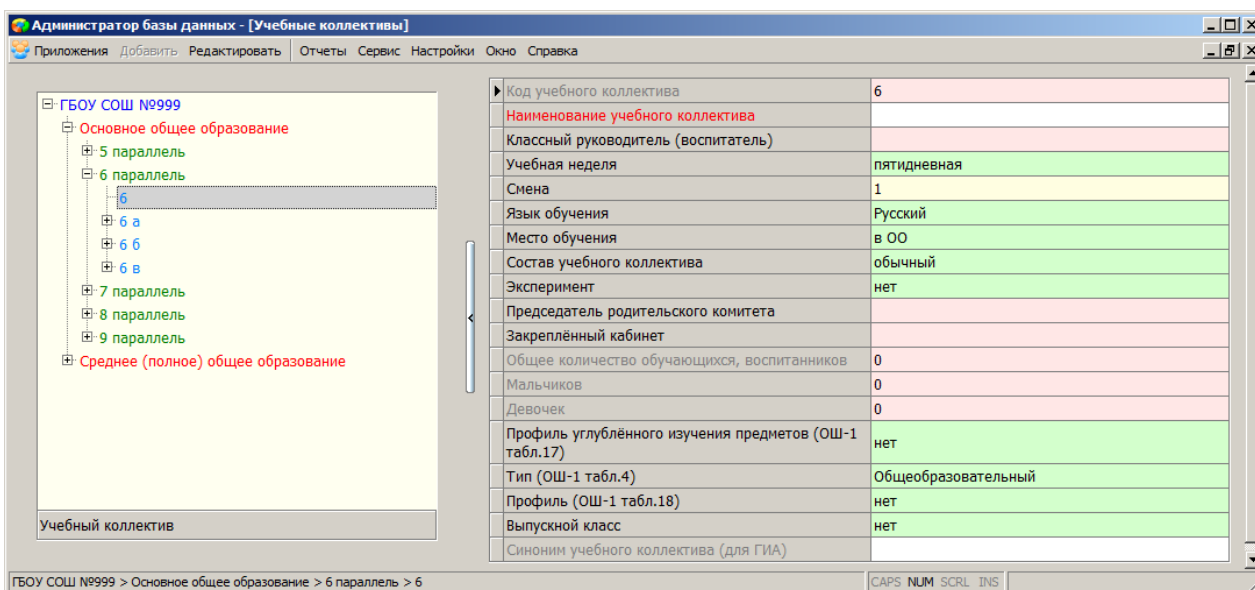 Администратор базы данных - [Учебные коллективы]
Приложения Добавить Редактировать Отчеты Сервис Настройки Окно Справка
ГБОУ СОШ №999
Основное общее образование
5 параллель
6 параллель
6
6 а
6 б
6 в
7 параллель
8 параллель
9 параллель
Среднее (полное) общее образование
Учебный коллектив
Код учебного коллектива 6
Наименование учебного коллектива
Классный руководитель (воспитатель)
Учебная неделя пятидневная
Смена 1
Язык обучения Русский
Место обучения в ОО
Состав учебного коллектива обычный
Эксперимент нет
Председатель родительского комитета
Закреплённый кабинет
Общее количество обучающихся, воспитанников 0
Мальчиков 0
Девочек 0
Профиль углублённого изучения предметов (ОШ-1
табл.17) нет
Тип (ОШ-1 табл.4) Общеобразовательный
Профиль (ОШ-1 табл.18) нет
Выпускной класс нет
Синоним учебного коллектива (для ГИА)
ГБОУ СОШ №999 > Основное общее образование > 6 параллель > 6 CAPS NUM SCRL INS